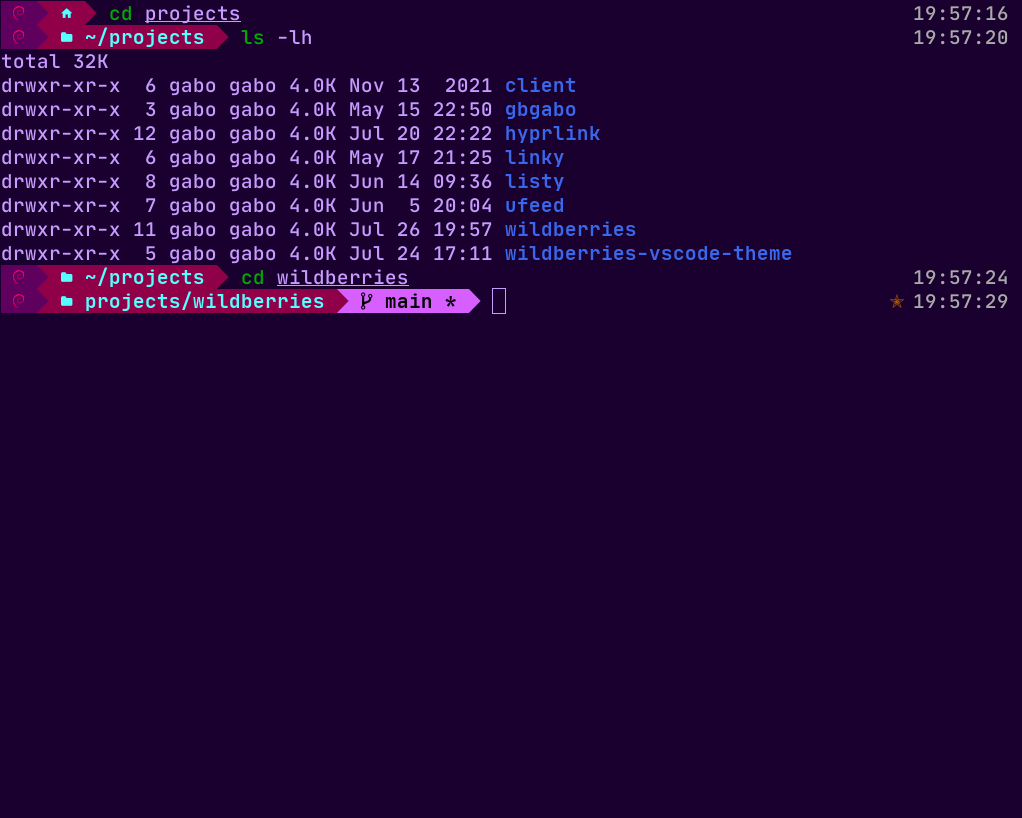 cd projects 19:57:16
~/projects ls -lh 19:57:20
total 32K
drwxr-xr-x  6 gabo gabo 4.0K Nov 13  2021 client
drwxr-xr-x  3 gabo gabo 4.0K May 15 22:50 gbgabo
drwxr-xr-x 12 gabo gabo 4.0K Jul 20 22:22 hyprlink
drwxr-xr-x  6 gabo gabo 4.0K May 17 21:25 linky
drwxr-xr-x  8 gabo gabo 4.0K Jun 14 09:36 listy
drwxr-xr-x  7 gabo gabo 4.0K Jun  5 20:04 ufeed
drwxr-xr-x 11 gabo gabo 4.0K Jul 26 19:57 wildberries
drwxr-xr-x  5 gabo gabo 4.0K Jul 24 17:11 wildberries-vscode-theme
~/projects cd wildberries 19:57:24
projects/wildberries main * 19:57:29